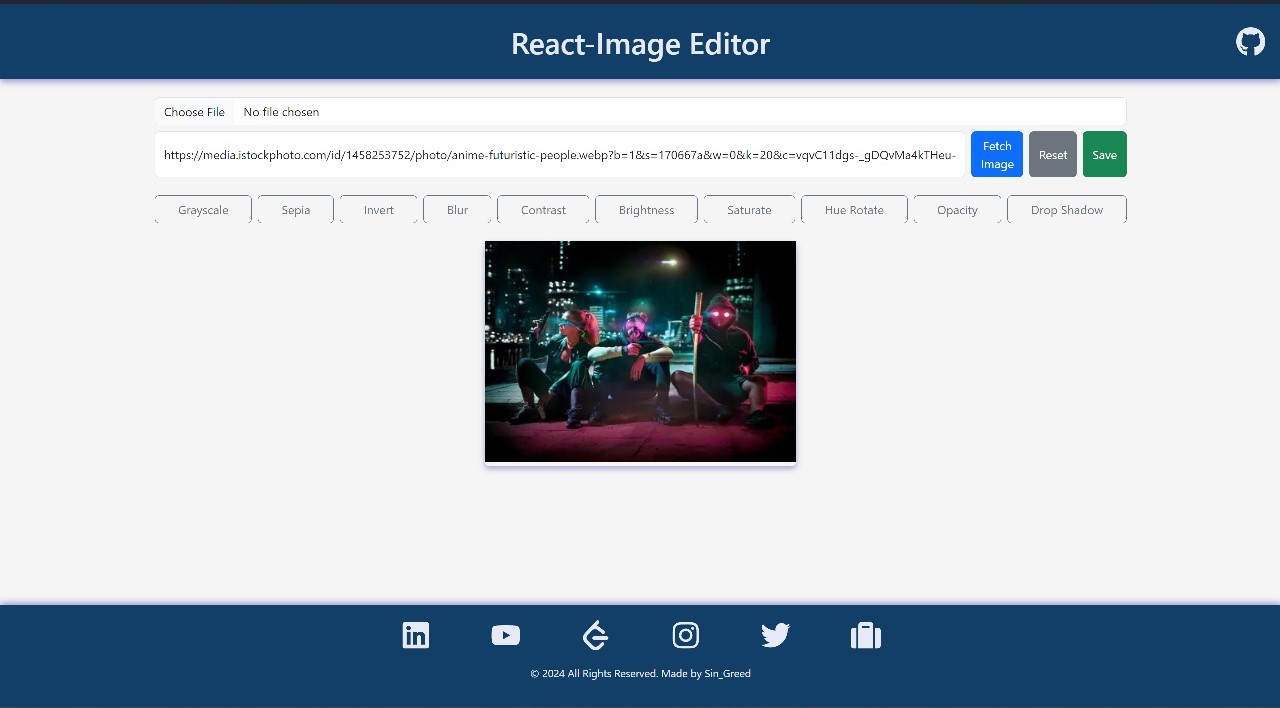 React-Image Editor
Choose File No file chosen
https://media.istockphoto.com/id/1459253752/photo/anime-futuristic-people.webp?b=1&s=170667a&w=0&k=20&c=vqvC11dgs-_gDQvMa4kTHeu-
Fetch
Image
Reset
Save
Grayscale
Sepia
Invert
Blur
Contrast
Brightness
Saturate
Hue Rotate
Opacity
Drop Shadow
in
© 2024 All Rights Reserved. Made by Sin_Greed